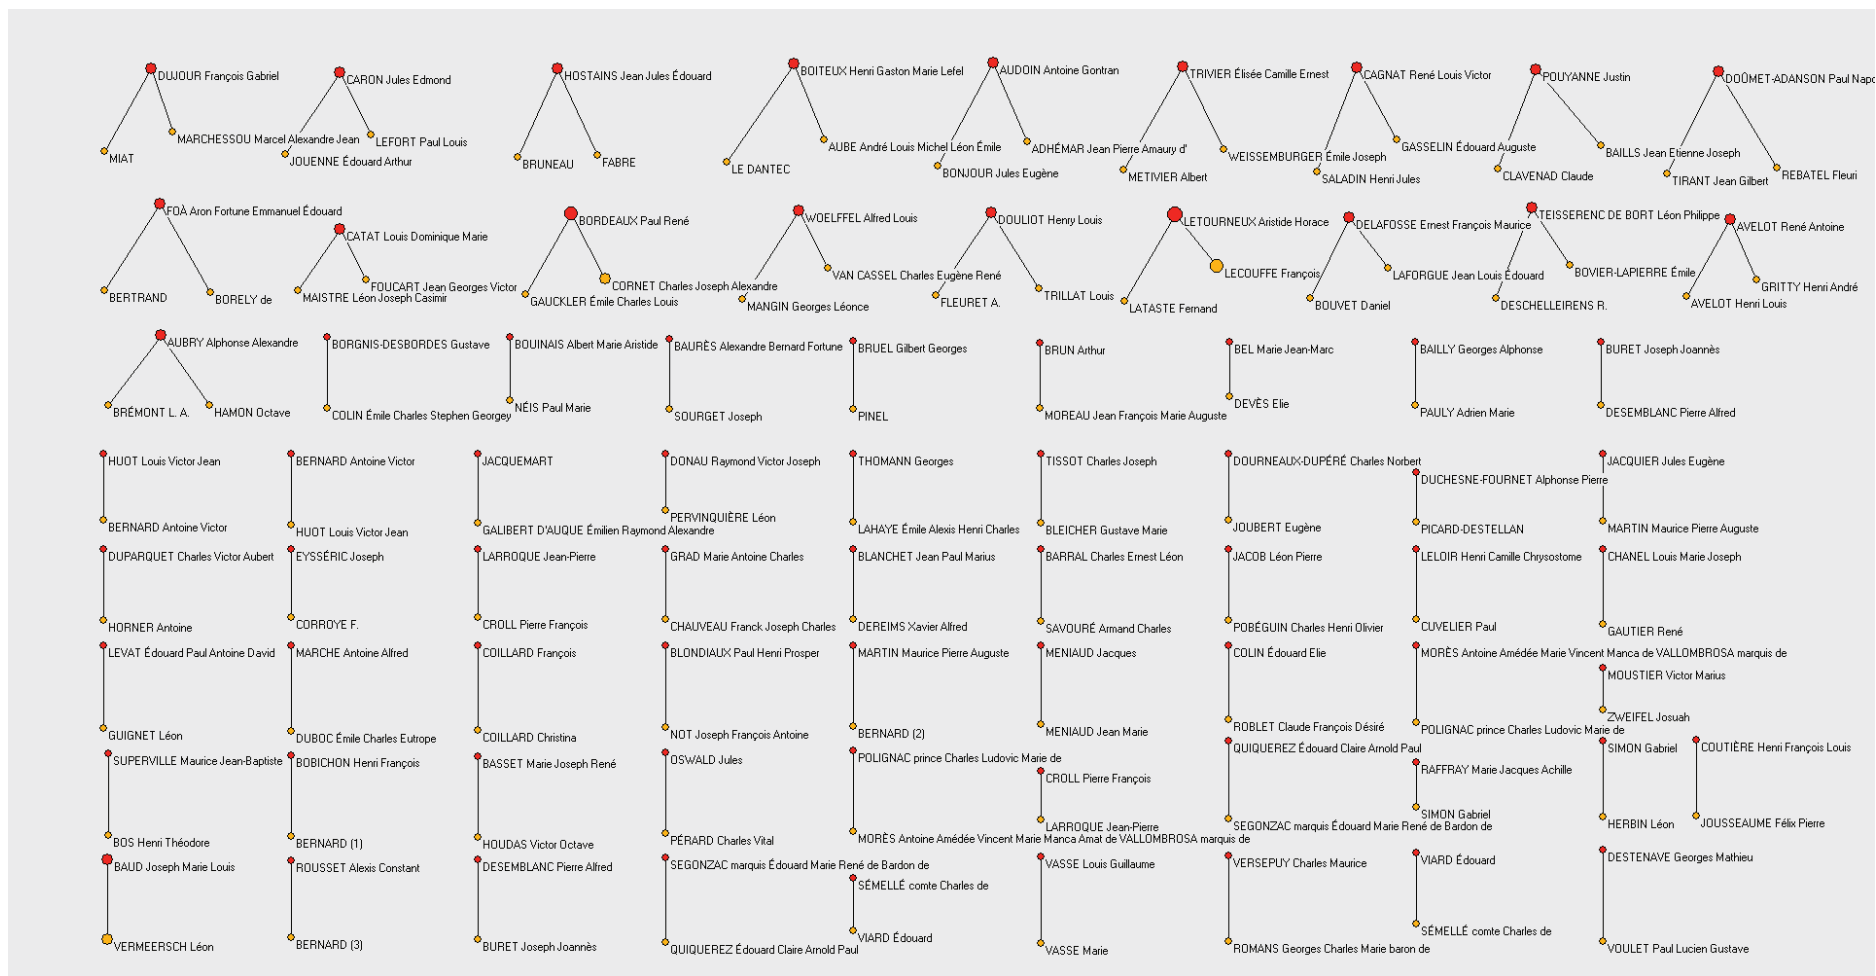 DUJOUR François Gabriel
CARON Jules Edmond
HOSTAINS Jean Jules Édouard
BOITEUX Henri Gaston Marie Lefel
AUDOIN Antoine Gontran
TRIVIER Élisée Camille Ernest
CAGNAT René Louis Victor
POUYANNE Justin
DOÛMET-ADANSON Paul Napo
MIAT
MARCHESSOU Marcel Alexandre Jean
JOUENNE Édouard Arthur
LEFORT Paul Louis
BRUNEAU
FABRE
LE DANTEC
AUBE André Louis Michel Léon Émile
BONJOUR Jules Eugène
ADHÉMAR Jean Pierre Amaury d'
METIVIER Albert
WEISSEMBURGER Émile Joseph
SALADIN Henri Jules
GASSELIN Édouard Auguste
CLAVENAD Claude
BAILLS Jean Etienne Joseph
TIRANT Jean Gilbert
REBATEL Fleuri
FOÀ Aron Fortune Emmanuel Édouard
CATAT Louis Dominique Marie
BORDEAUX Paul René
WOELFFEL Alfred Louis
DOULIOT Henry Louis
LETOURNEUX Aristide Horace
DELAFOSSE Ernest François Maurice
TEISSERENC DE BORT Léon Philippe
AVELOT René Antoine
BERTRAND
BORELY de
MAISTRE Léon Joseph Casimir
FOUCART Jean Georges Victor
GAUCKLER Émile Charles Louis
CORNET Charles Joseph Alexandre
MANGIN Georges Léonce
VAN CASSEL Charles Eugène René
FLEURET A.
TRILLAT Louis
LATASTE Fernand
LECOUFFE François
BOUVET Daniel
LAFORGUE Jean Louis Edouard
DESCHELLEIRENS R.
BOVIER-LAPIERRE Émile
AVELOT Henri Louis
GRITTY Henri André
AUBRY Alphonse Alexandre
BORGNIS-DESBORDES Gustave
BOUINAIS Albert Marie Aristide
BAURÈS Alexandre Bernard Fortune
BRUEL Gilbert Georges
BRUN Arthur
BEL Marie Jean-Marc
BAILLY Georges Alphonse
BURET Joseph Joannès
BRÉMONT L. A.
HAMON Octave
COLIN Émile Charles Stephen Georgey
NÉIS Paul Marie
SOURGET Joseph
PINEL
MOREAU Jean François Marie Auguste
DEVÈS Elie
PAULY Adrien Marie
DESEMBLANC Pierre Alfred
HUOT Louis Victor Jean
BERNARD Antoine Victor
JACQUEMART
DONAU Raymond Victor Joseph
THOMANN Georges
TISSOT Charles Joseph
DOURNEAUX-DUPÉRÉ Charles Norbert
DUCHESNE-FOURNET Alphonse Pierre
JACQUIER Jules Eugène
BERNARD Antoine Victor
HUOT Louis Victor Jean
GALIBERT D'AUQUE Émilien Raymond Alexandre
PERVINQUIÈRE Léon
LAHAYE Émile Alexis Henri Charles
BLEICHER Gustave Marie
JOUBERT Eugène
PICARD-DESTELLAN
MARTIN Maurice Pierre Auguste
DUPARQUET Charles Victor Aubert
EYSSÉRIC Joseph
LARROQUE Jean-Pierre
GRAD Marie Antoine Charles
BLANCHET Jean Paul Marius
BARRAL Charles Ernest Léon
JACOB Léon Pierre
LELOIR Henri Camille Chrysostome
CHANEL Louis Marie Joseph
HORNER Antoine
CORROYE F.
CROLL Pierre François
CHAUVEAU Franck Joseph Charles
DEREIMS Xavier Alfred
SAVOURÉ Armand Charles
POBÉGUIN Charles Henri Olivier
CUVELIER Paul
GAUTIER René
LEVAT Édouard Paul Antoine David
MARCHE Antoine Alfred
COILLARD François
BLONDIAUX Paul Henri Prosper
MARTIN Maurice Pierre Auguste
MENIAUD Jacques
COLIN Édouard Elie
MORÈS Antoine Amédée Marie Vincent Manca de VALLOMBROSA marquis de
MOUSTIER Victor Marius
GUIGNET Léon
DUBOC Émile Charles Eutrope
COILLARD Christina
NOT Joseph François Antoine
BERNARD (2)
MENIAUD Jean Marie
ROBLET Claude François Désiré
POLIGNAC prince Charles Ludovic Marie de
ZWEIFEL Josuah
SUPERVILLE Maurice Jean-Baptiste
BOBICHON Henri François
BASSET Marie Joseph René
OSWALD Jules
POLIGNAC prince Charles Ludovic Marie de
CROLL Pierre François
QUIQUEREZ Édouard Claire Arnold Paul
RAFFRAY Marie Jacques Achille
SIMON Gabriel
COUTIÈRE Henri François Louis
BOS Henri Théodore
BERNARD (1)
HOUDAS Victor Octave
PÉRARD Charles Vital
MORÈS Antoine Amédée Vincent Marie Manca Amat de VALLOMBROSA marquis de
LARROQUE Jean-Pierre
SEGONZAC marquis Édouard Marie René de Bardon de
SIMON Gabriel
HERBIN Léon
JOUSSEAUME Félix Pierre
BAUD Joseph Marie Louis
ROUSSET Alexis Constant
DESEMBLANC Pierre Alfred
SEGONZAC marquis Édouard Marie René de Bardon de
SÉMELLÉ comte Charles de
VASSE Louis Guillaume
VERSEPUY Charles Maurice
VIARD Édouard
DESTENAVE Georges Mathieu
VERMEERSCH Léon
BERNARD (3)
BURET Joseph Joannès
QUIQUEREZ Édouard Claire Arnold Paul
VIARD Édouard
VASSE Marie
ROMANS Georges Charles Marie baron de
SÉMELLÉ comte Charles de
VOULET Paul Lucien Gustave